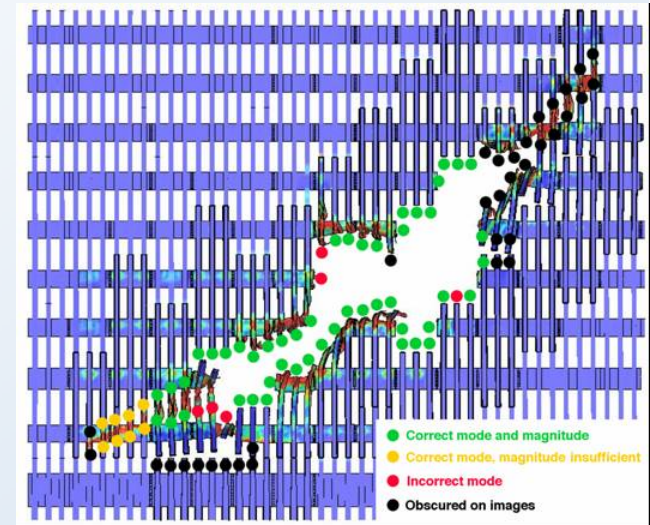 Correct mode and magnitude
Correct mode, magnitude insufficient
Incorrect mode
Obscured on images